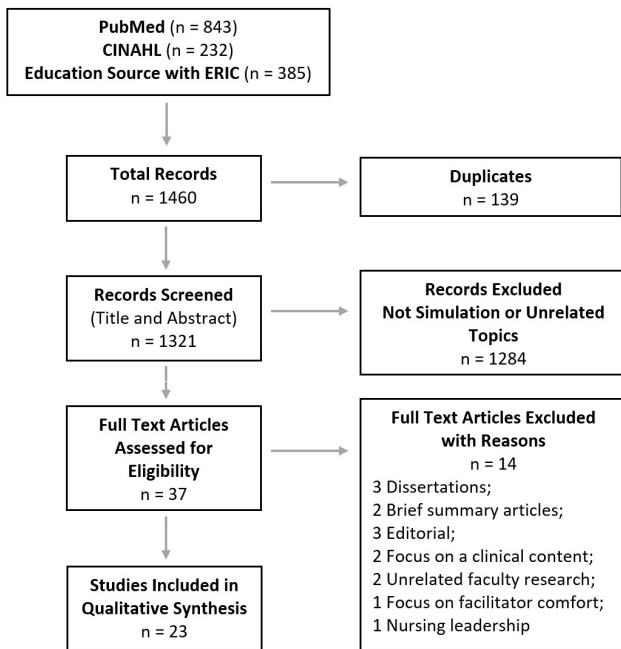 PubMed (n = 843)
CINAHL (n = 232)
Education Source with ERIC (n = 385)
Total Records
n = 1460
Duplicates
n = 139
Records Screened
(Title and Abstract)
n = 1321
Records Excluded
Not Simulation or Unrelated
Topics
n = 1284
Full Text Articles
Assessed for
Eligibility
n = 37
Full Text Articles Excluded
with Reasons
n = 14
3 Dissertations;
2 Brief summary articles;
3 Editorial;
2 Focus on a clinical content;
2 Unrelated faculty research;
1 Focus on facilitator comfort;
1 Nursing leadership
Studies Included in
Qualitative Synthesis
n = 23